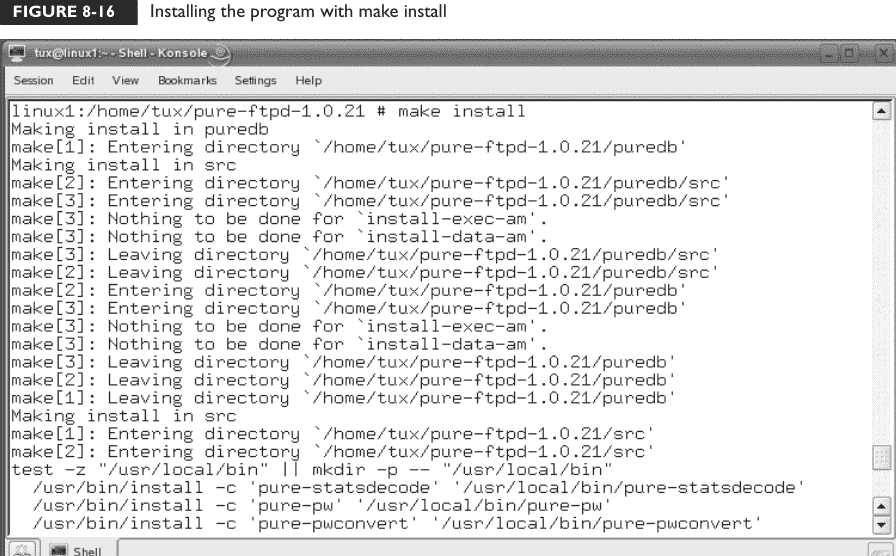 FIGURE 8-16 Installing the program with make install
tux@linux1:~ - Shell - Konsole
Session Edit View Bookmarks Settings Help
linux1:/home/tux/pure-ftpd-1.0.21 # make install
Making install in puredb
make[1]: Entering directory `/home/tux/pure-ftpd-1.0.21/puredb'
Making install in src
make[2]: Entering directory `/home/tux/pure-ftpd-1.0.21/puredb/src'
make[3]: Entering directory `/home/tux/pure-ftpd-1.0.21/puredb/src'
make[3]: Nothing to be done for `install-exec-am'.
make[3]: Nothing to be done for `install-data-am'.
make[3]: Leaving directory `/home/tux/pure-ftpd-1.0.21/puredb/src'
make[2]: Leaving directory `/home/tux/pure-ftpd-1.0.21/puredb/src'
make[2]: Entering directory `/home/tux/pure-ftpd-1.0.21/puredb'
make[3]: Entering directory `/home/tux/pure-ftpd-1.0.21/puredb'
make[3]: Nothing to be done for `install-exec-am'.
make[3]: Nothing to be done for `install-data-am'.
make[3]: Leaving directory `/home/tux/pure-ftpd-1.0.21/puredb'
make[2]: Leaving directory `/home/tux/pure-ftpd-1.0.21/puredb'
make[1]: Leaving directory `/home/tux/pure-ftpd-1.0.21/puredb'
Making install in src
make[1]: Entering directory `/home/tux/pure-ftpd-1.0.21/src'
make[2]: Entering directory `/home/tux/pure-ftpd-1.0.21/src'
test -z "/usr/local/bin" || mkdir -p -- "/usr/local/bin"
/usr/bin/install -c 'pure-statsdecode' '/usr/local/bin/pure-statsdecode'
/usr/bin/install -c 'pure-pw' '/usr/local/bin/pure-pw'
/usr/bin/install -c 'pure-pwconvert' '/usr/local/bin/pure-pwconvert'
Shell